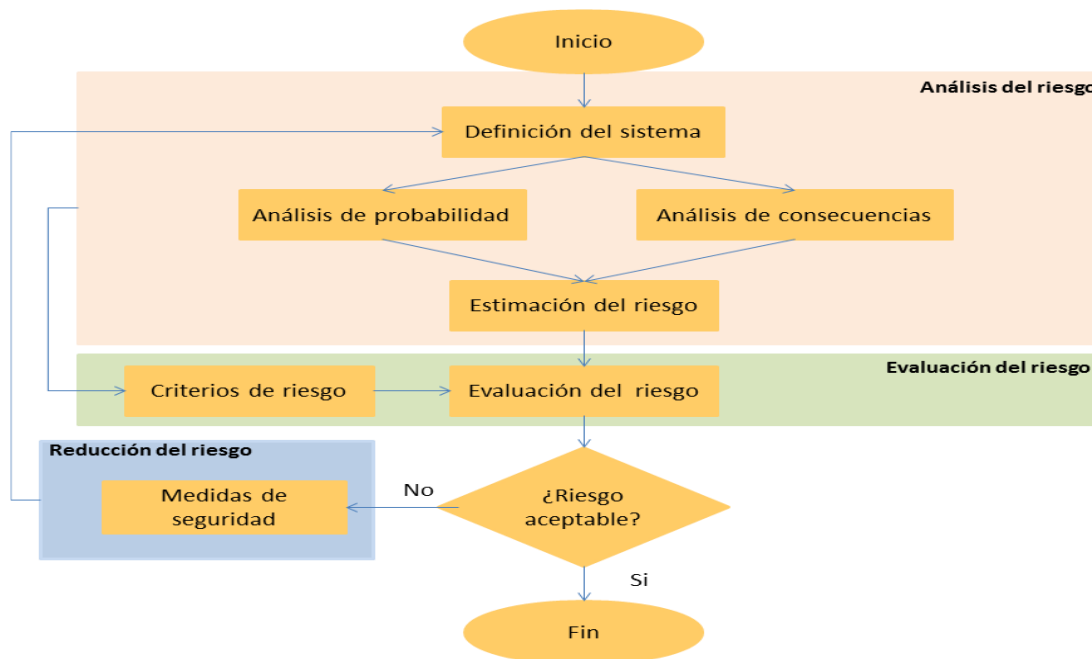 Inicio
Análisis del riesgo
Definición del sistema
Análisis de probabilidad
Análisis de consecuencias
Estimación del riesgo
Evaluación del riesgo
Criterios de riesgo
Evaluación del riesgo
Reducción del riesgo
Medidas de
seguridad
No
¿Riesgo
aceptable?
Si
Fin